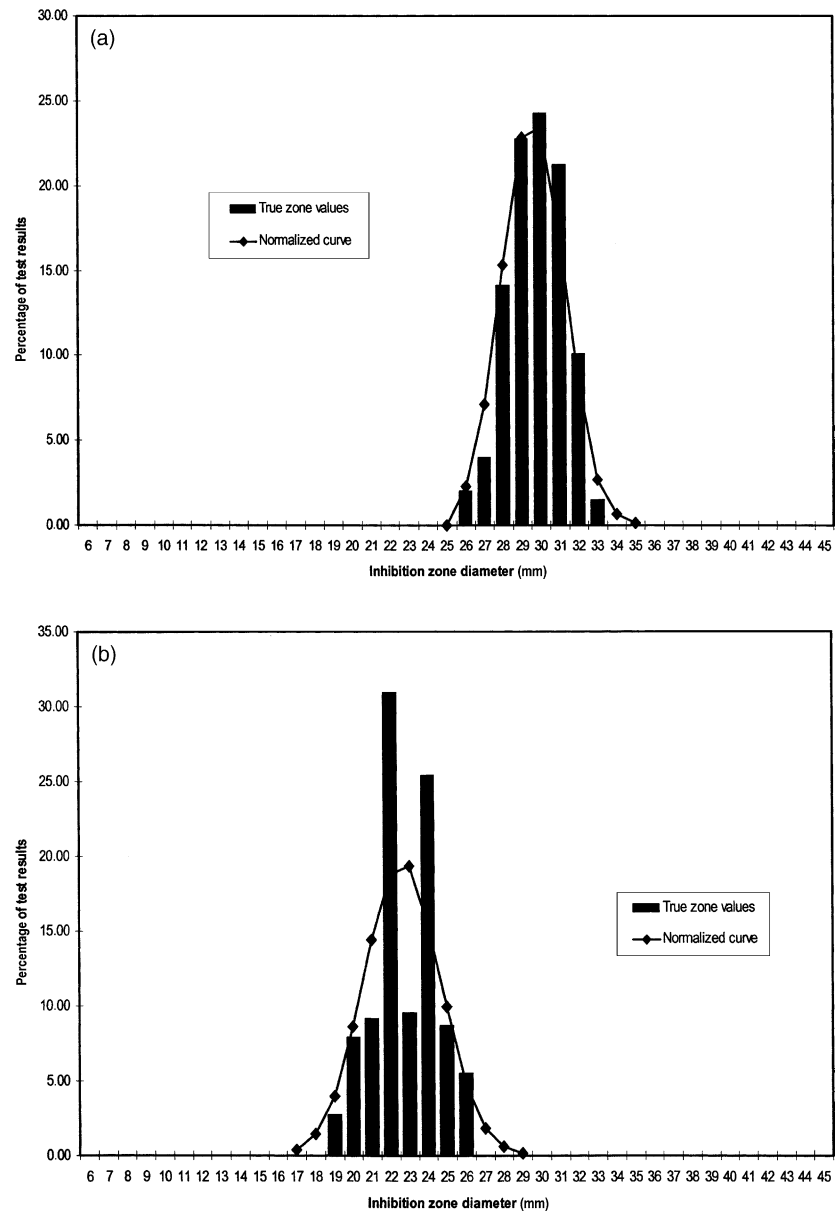 (a)
30.00
25.00
20.00
15.00
10.00
5.00
0.00
Percentage of test results
True zone values
Normalized curve
6 7 8 9 10 11 12 13 14 15 16 17 18 19 20 21 22 23 24 25 26 27 28 29 30 31 32 33 34 35 36 37 38 39 40 41 42 43 44 45
Inhibition zone diameter (mm)
(b)
35.00
30.00
25.00
20.00
15.00
10.00
5.00
0.00
Percentage of test results
True zone values
Normalized curve
6 7 8 9 10 11 12 13 14 15 16 17 18 19 20 21 22 23 24 25 26 27 28 29 30 31 32 33 34 35 36 37 38 39 40 41 42 43 44 45
Inhibition zone diameter (mm)